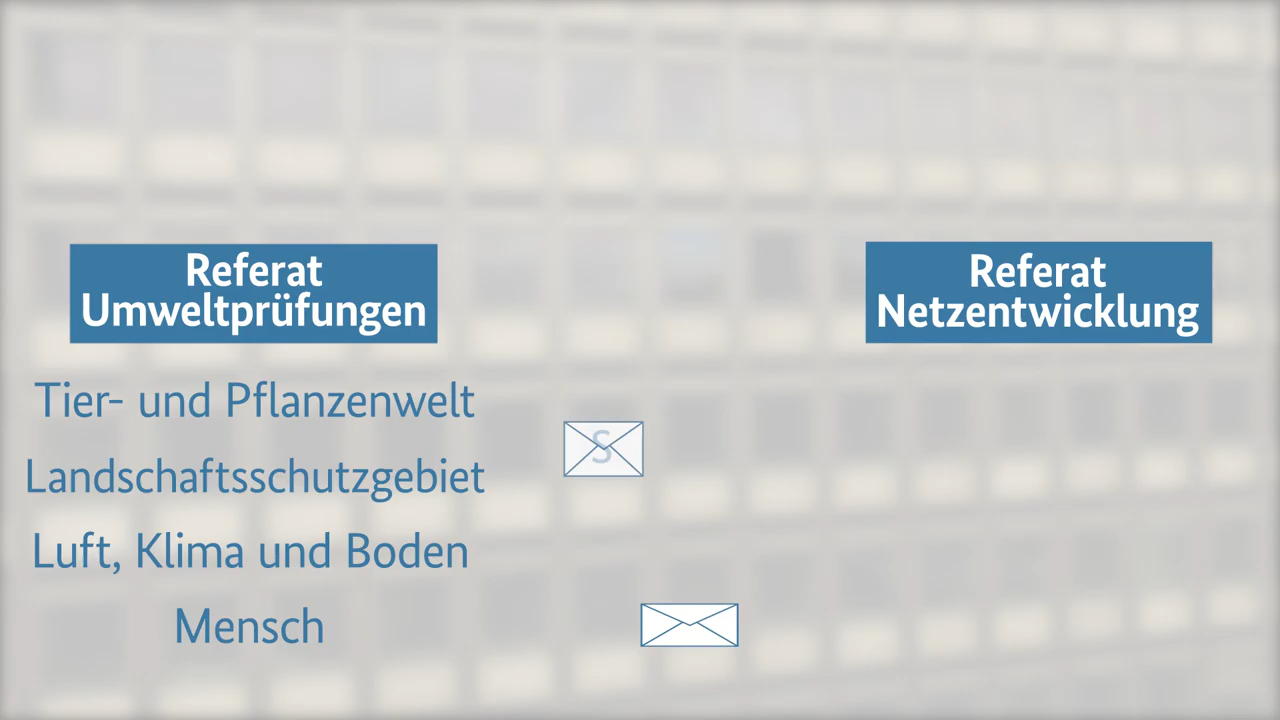 Referat
Umweltprüfungen
Referat
Netzentwicklung
Tier- und Pflanzenwelt
S
Landschaftsschutzgebiet
Luft, Klima und Boden
Mensch